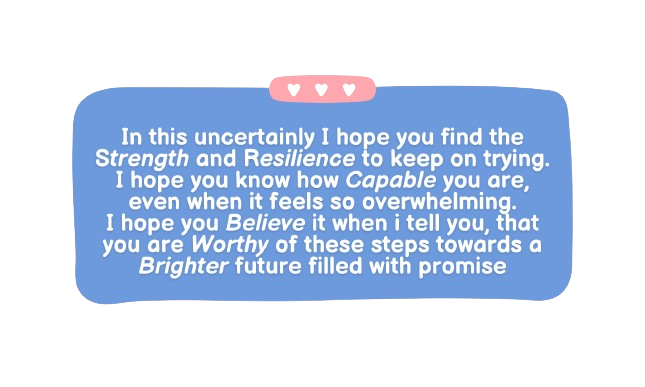 In this uncertainly I hope you find the
Strength and Resilience to keep on trying.
I hope you know how Capable you are,
even when it feels so overwhelming.
I hope you Believe it when i tell you, that
you are Worthy of these steps towards a
Brighter future filled with promise